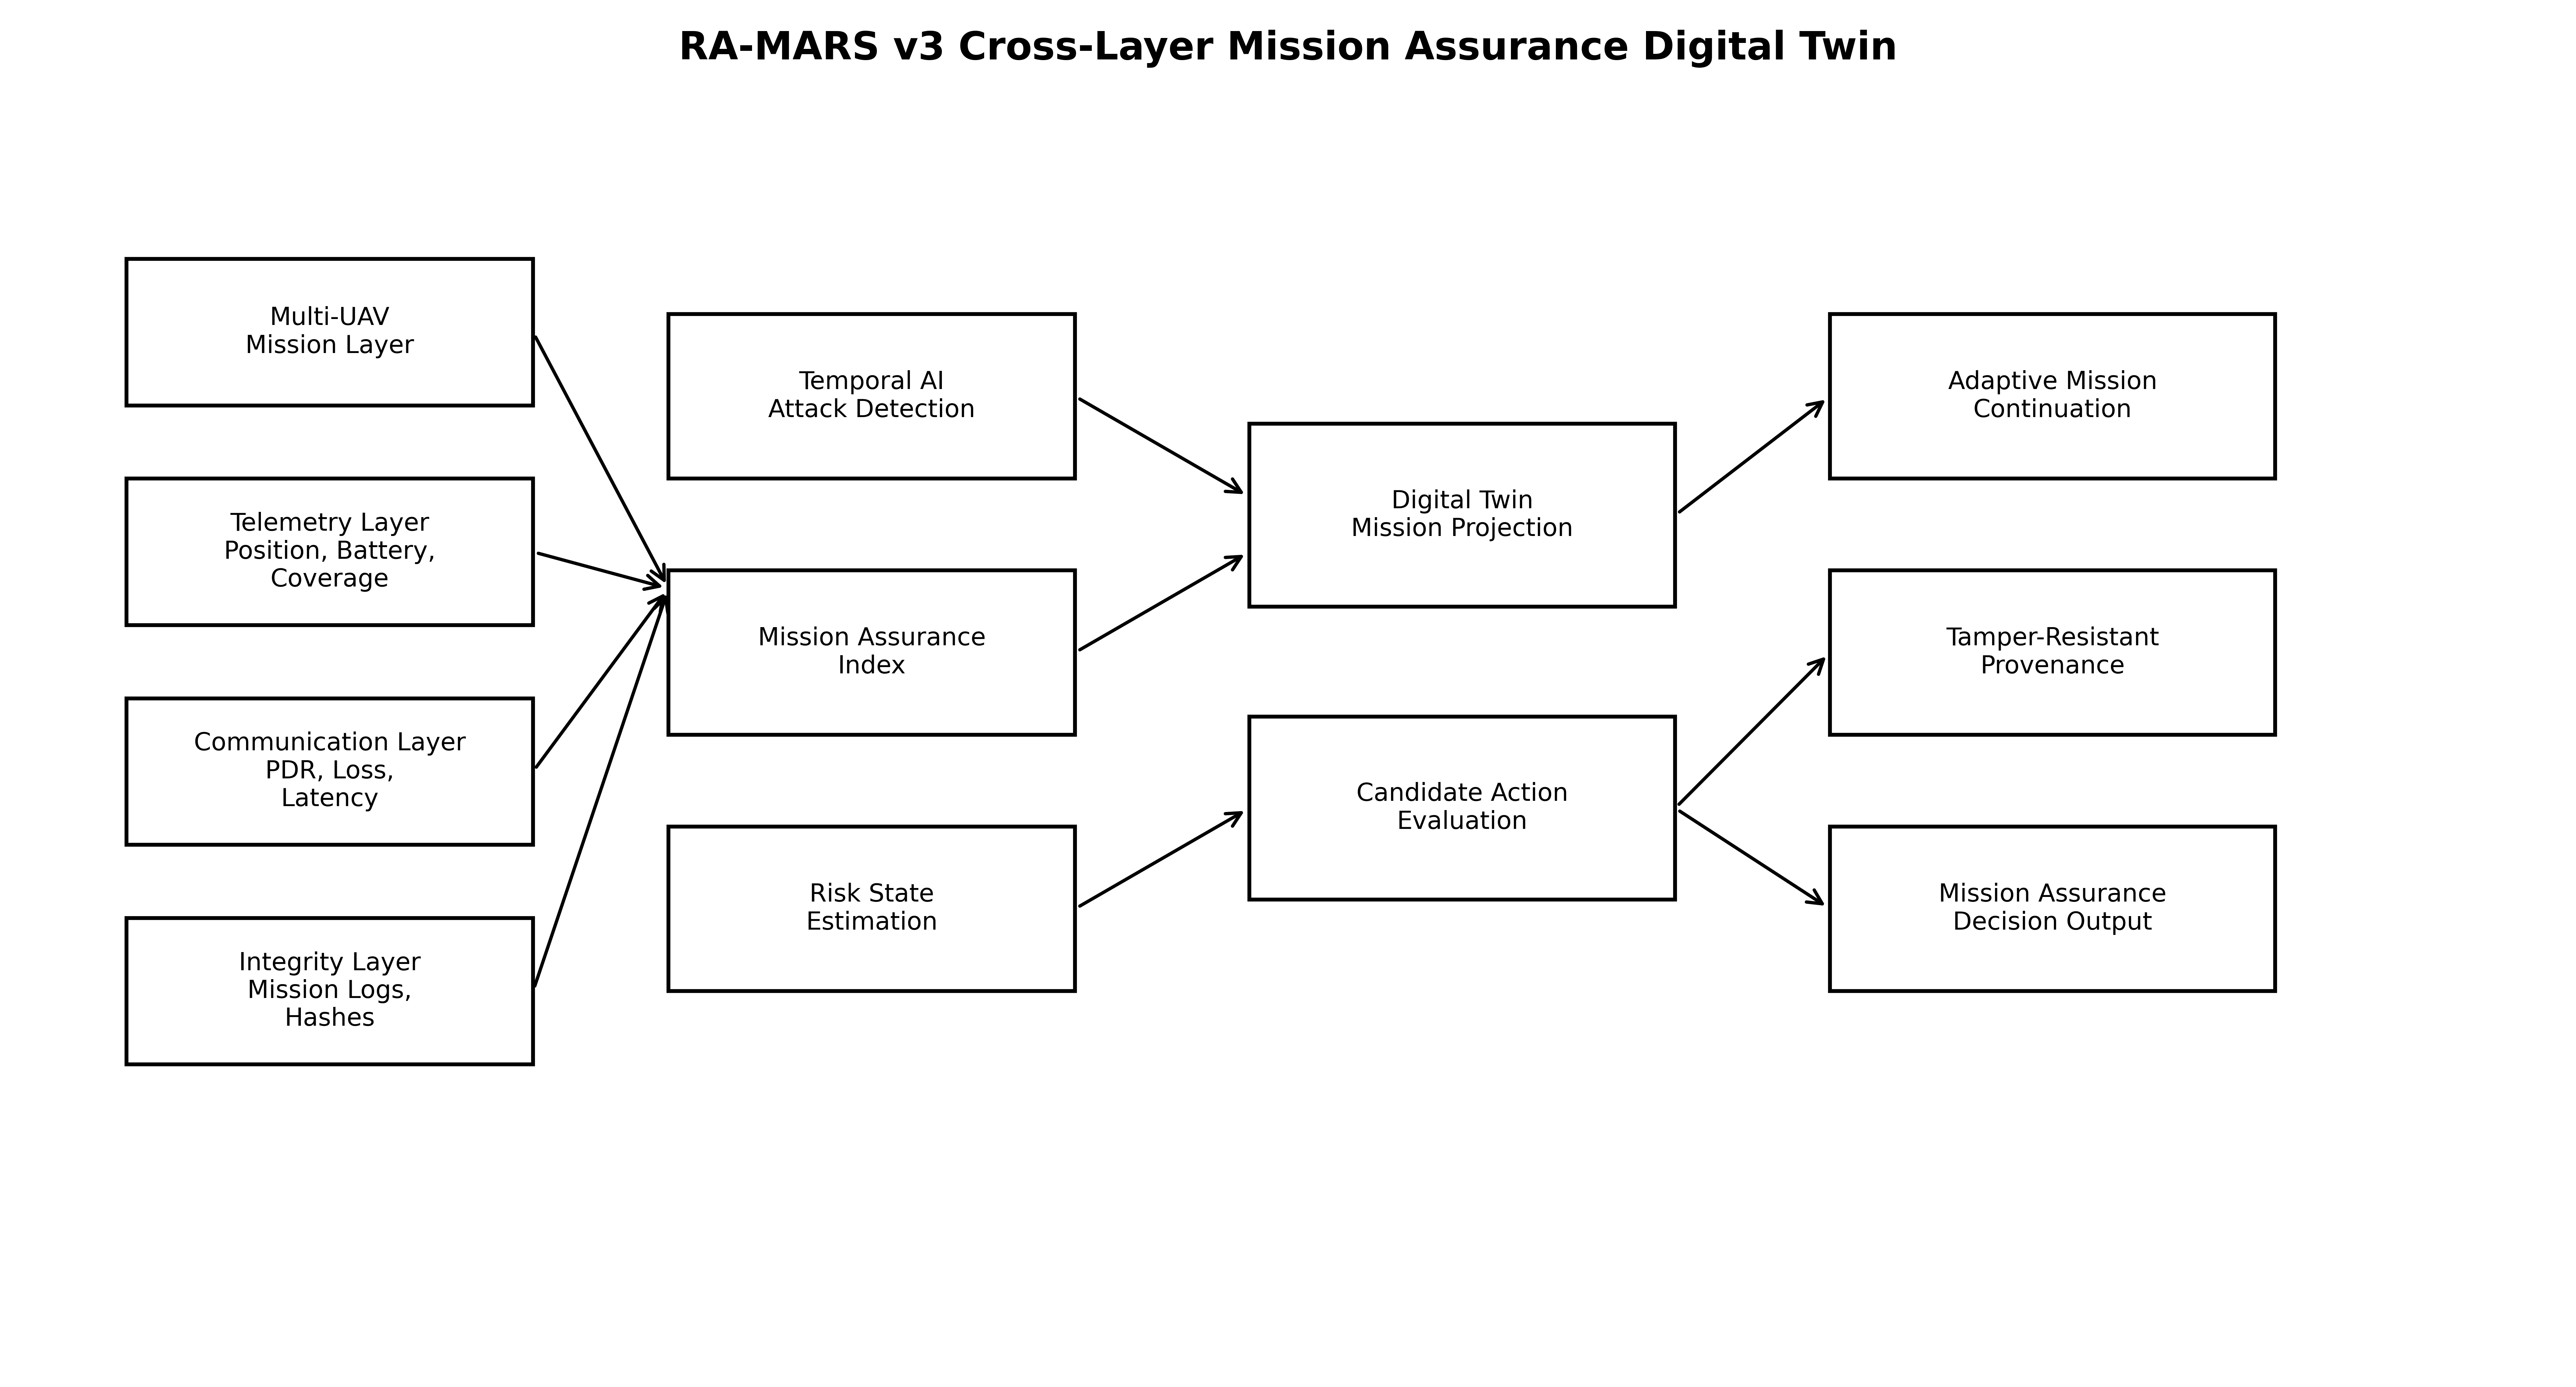 RA-MARS v3 Cross-Layer Mission Assurance Digital Twin
Multi-UAV
Mission Layer
Telemetry Layer
Position, Battery,
Coverage
Communication Layer
PDR, Loss,
Latency
Integrity Layer
Mission Logs,
Hashes
Temporal AI
Attack Detection
Mission Assurance
Index
Risk State
Estimation
Digital Twin
Mission Projection
Candidate Action
Evaluation
Adaptive Mission
Continuation
Tamper-Resistant
Provenance
Mission Assurance
Decision Output